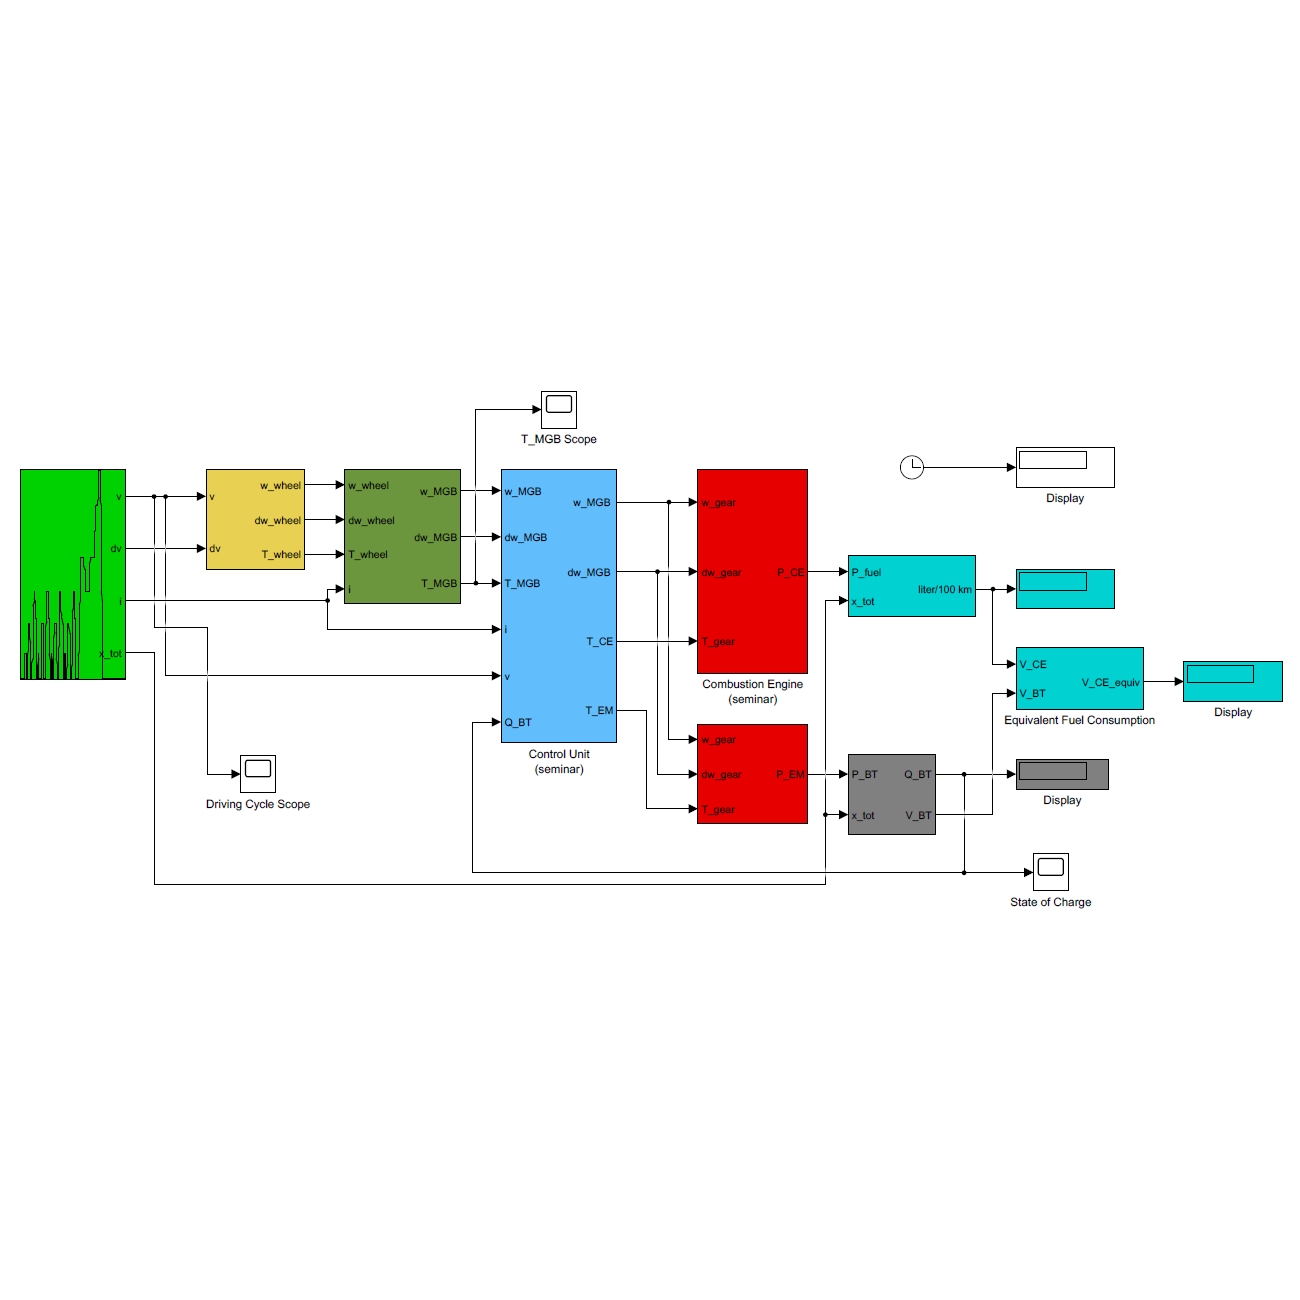 T_MGB Scope
v
dv
i
x_tot
v
dv
w_wheel
dw_wheel
T_wheel
w_wheel
dw_wheel
T_wheel
i
w_MGB
dw_MGB
T_MGB
w_MGB
dw_MGB
T_MGB
i
v
Q_BT
w_MGB
dw_MGB
T_CE
T_EM
Control Unit
(seminar)
w_gear
dw_gear
T_gear
P_CE
Combustion Engine
(seminar)
w_gear
dw_gear
T_gear
P_EM
P_fuel
x_tot
liter/100 km
P_BT
x_tot
Q_BT
V_BT
Display
V_CE
V_BT
V_CE_equiv
Equivalent Fuel Consumption
Display
Display
Driving Cycle Scope
State of Charge